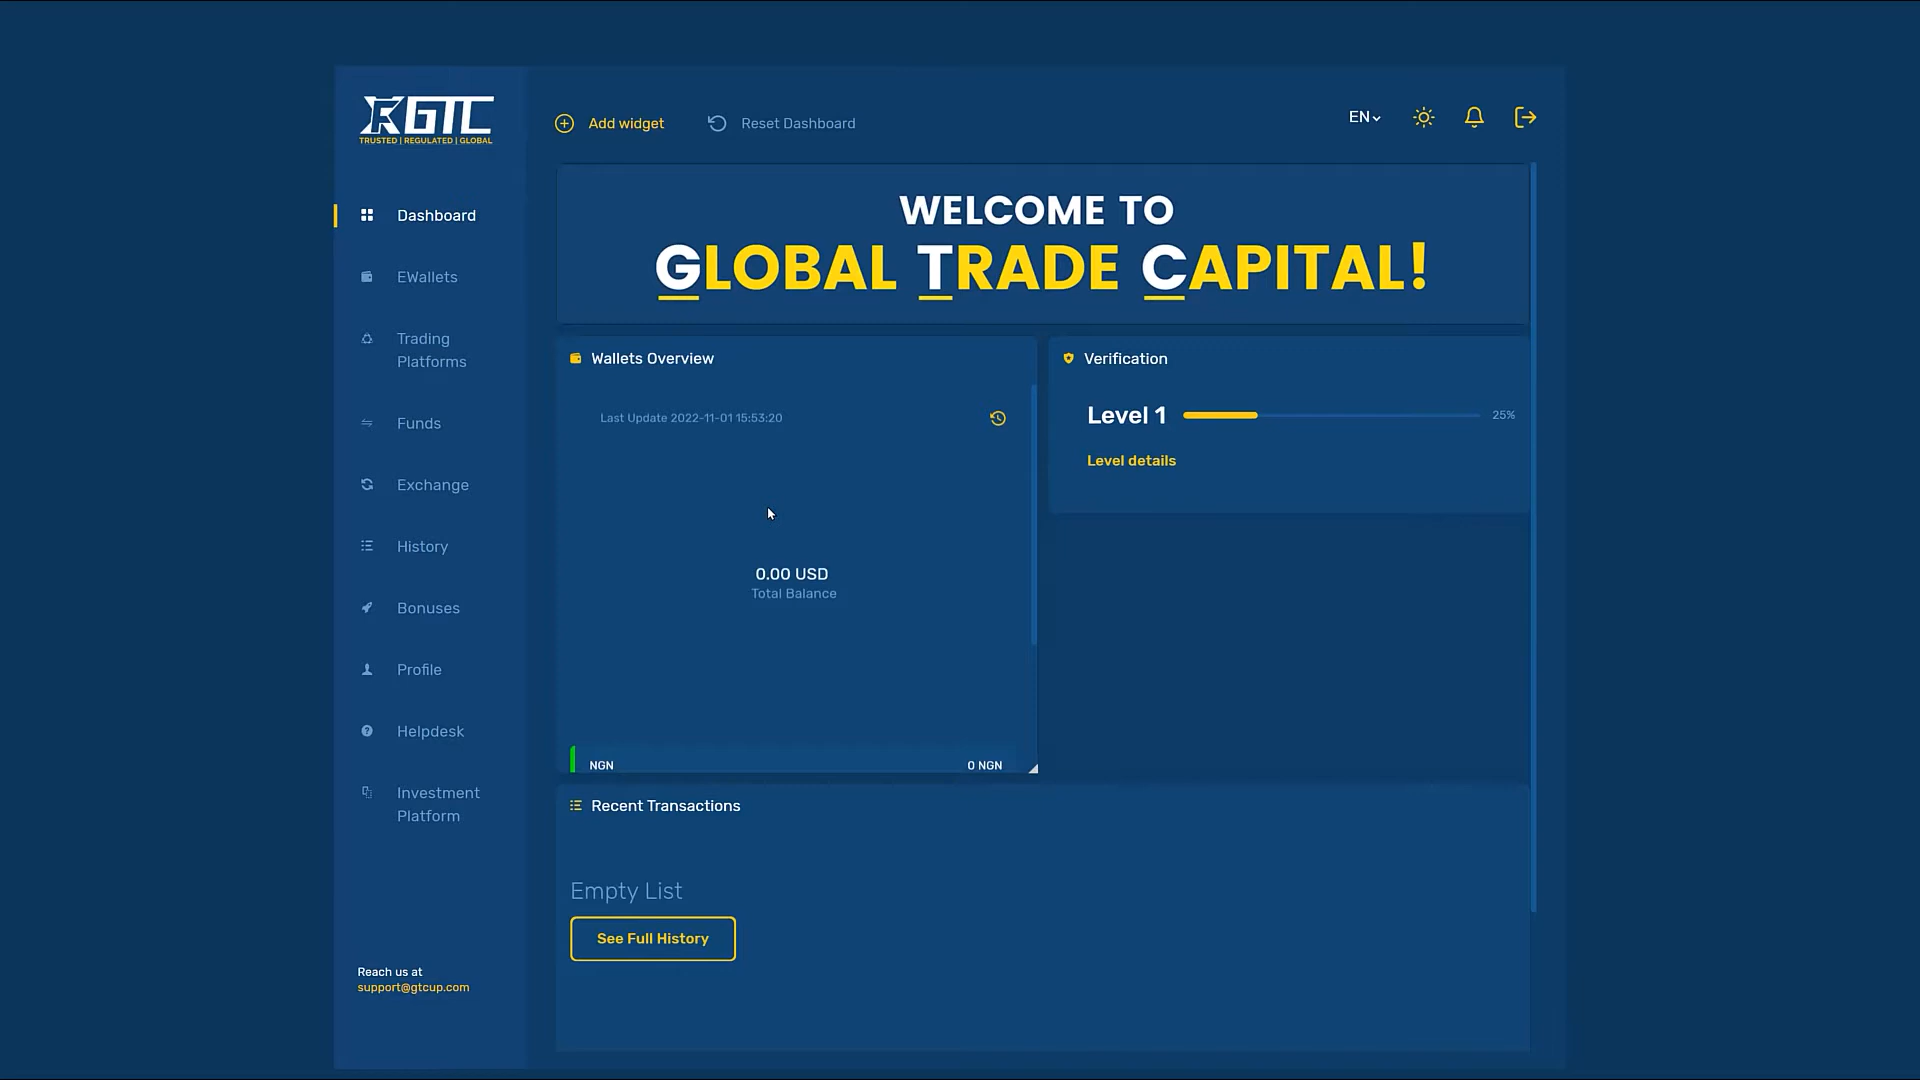 GTC
TRUSTED | REGULATED | GLOBAL
Add widget
Reset Dashboard
EN
Dashboard
EWallets
Trading
Platforms
Funds
Exchange
History
Bonuses
Profile
Helpdesk
Investment
Platform
Reach us at
support@gtcup.com
WELCOME TO
GLOBAL TRADE CAPITAL!
Wallets Overview
Last Update 2022-11-01 15:53:20
0.00 USD
Total Balance
NGN 0 NGN
Verification
Level 1 25%
Level details
Recent Transactions
Empty List
See Full History